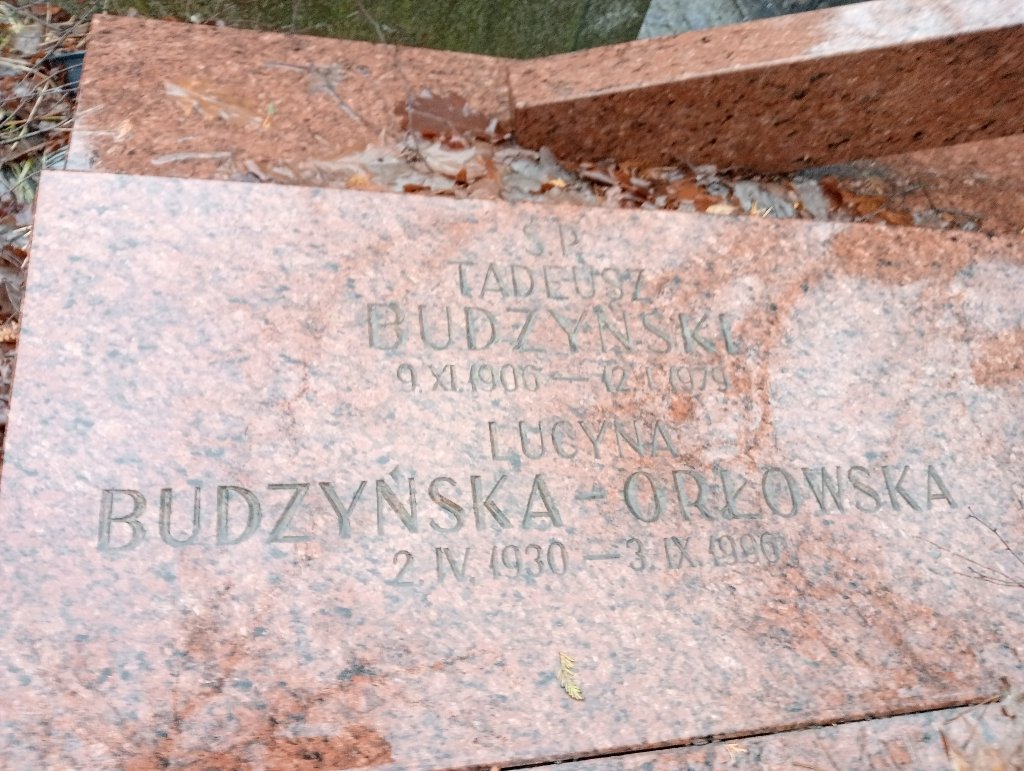 Ś.P.
TADEUSZ
BUDZYŃSKI
9.XI.1906 — 12.I.1979
LUCYNA
BUDZYŃSKA - ORŁOWSKA
2.IV.1930 — 3.IX.1996